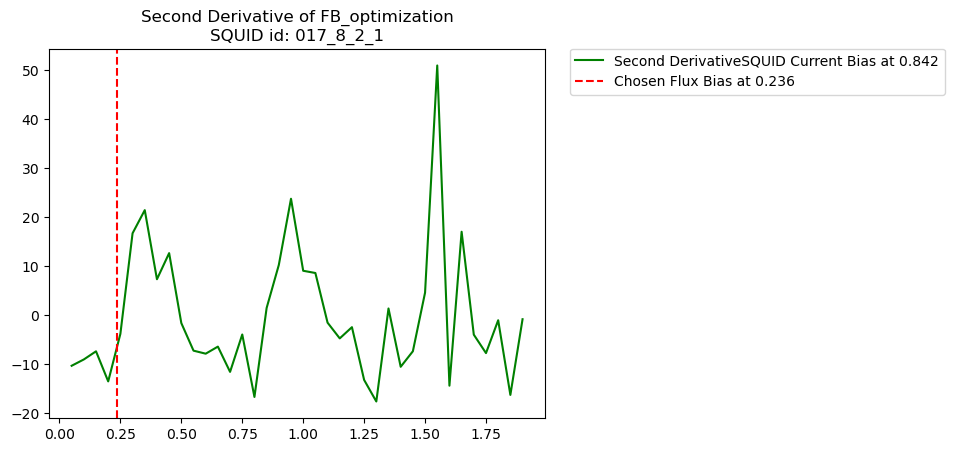 Second Derivative of FB_optimization
SQUID id: 017_8_2_1
Second DerivativeSQUID Current Bias at 0.842
Chosen Flux Bias at 0.236
50
40
30
20
10
0
−10
−20
0.00 0.25 0.50 0.75 1.00 1.25 1.50 1.75